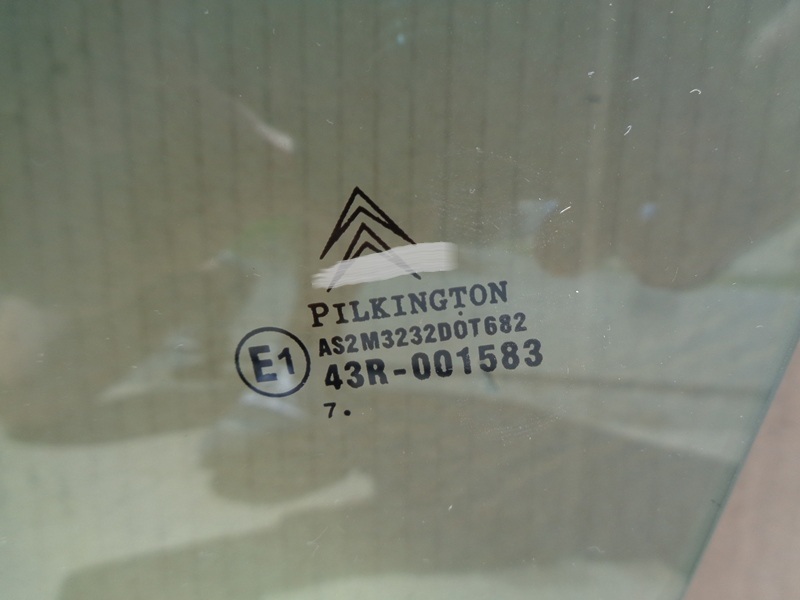 PILKINGTON
AS2M3232DOT682
E1
43R-001583
7.